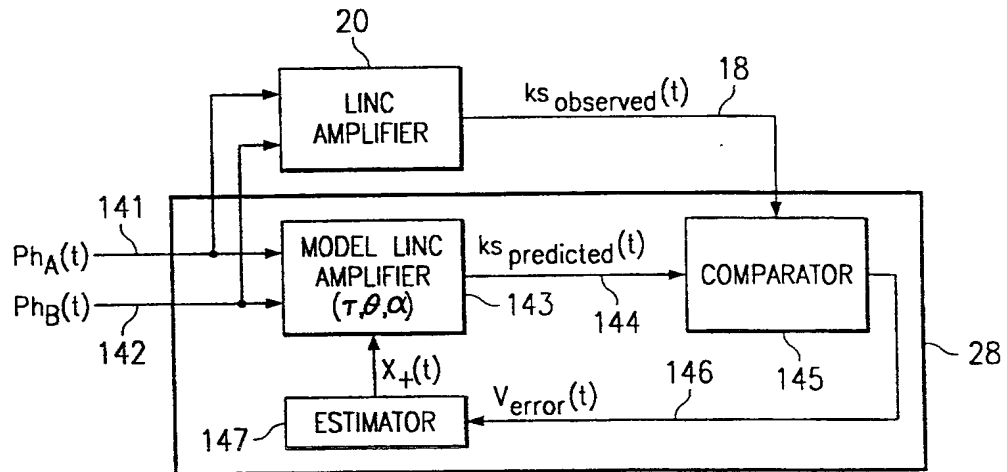 20
LINC
AMPLIFIER
ks observed(t)
18
141
PhA(t)
PhB(t)
142
MODEL LINC
AMPLIFIER
(τ,θ,α)
143
ks predicted(t)
144
COMPARATOR
145
28
X+(t)
146
Verror(t)
147
ESTIMATOR